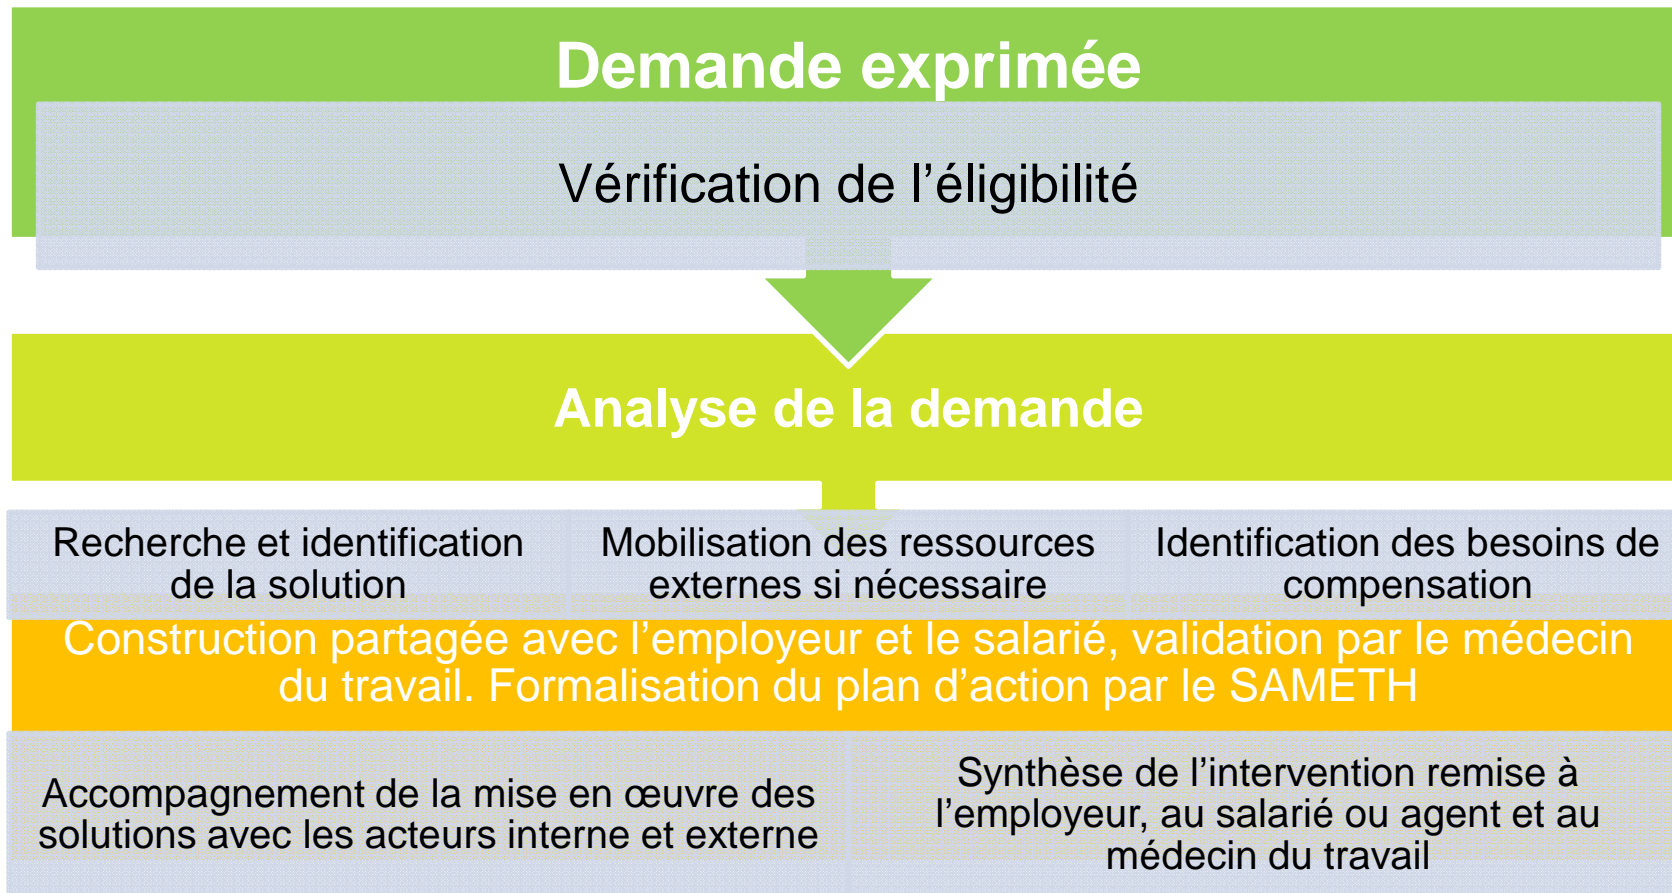 Demande exprimée
Vérification de l’éligibilité
Analyse de la demande
Recherche et identification
de la solution
Mobilisation des ressources
externes si nécessaire
Identification des besoins de
compensation
Construction partagée avec l’employeur et le salarié, validation par le médecin
du travail. Formalisation du plan d’action par le SAMETH
Accompagnement de la mise en œuvre des
solutions avec les acteurs interne et externe
Synthèse de l’intervention remise à
l’employeur, au salarié ou agent et au
médecin du travail